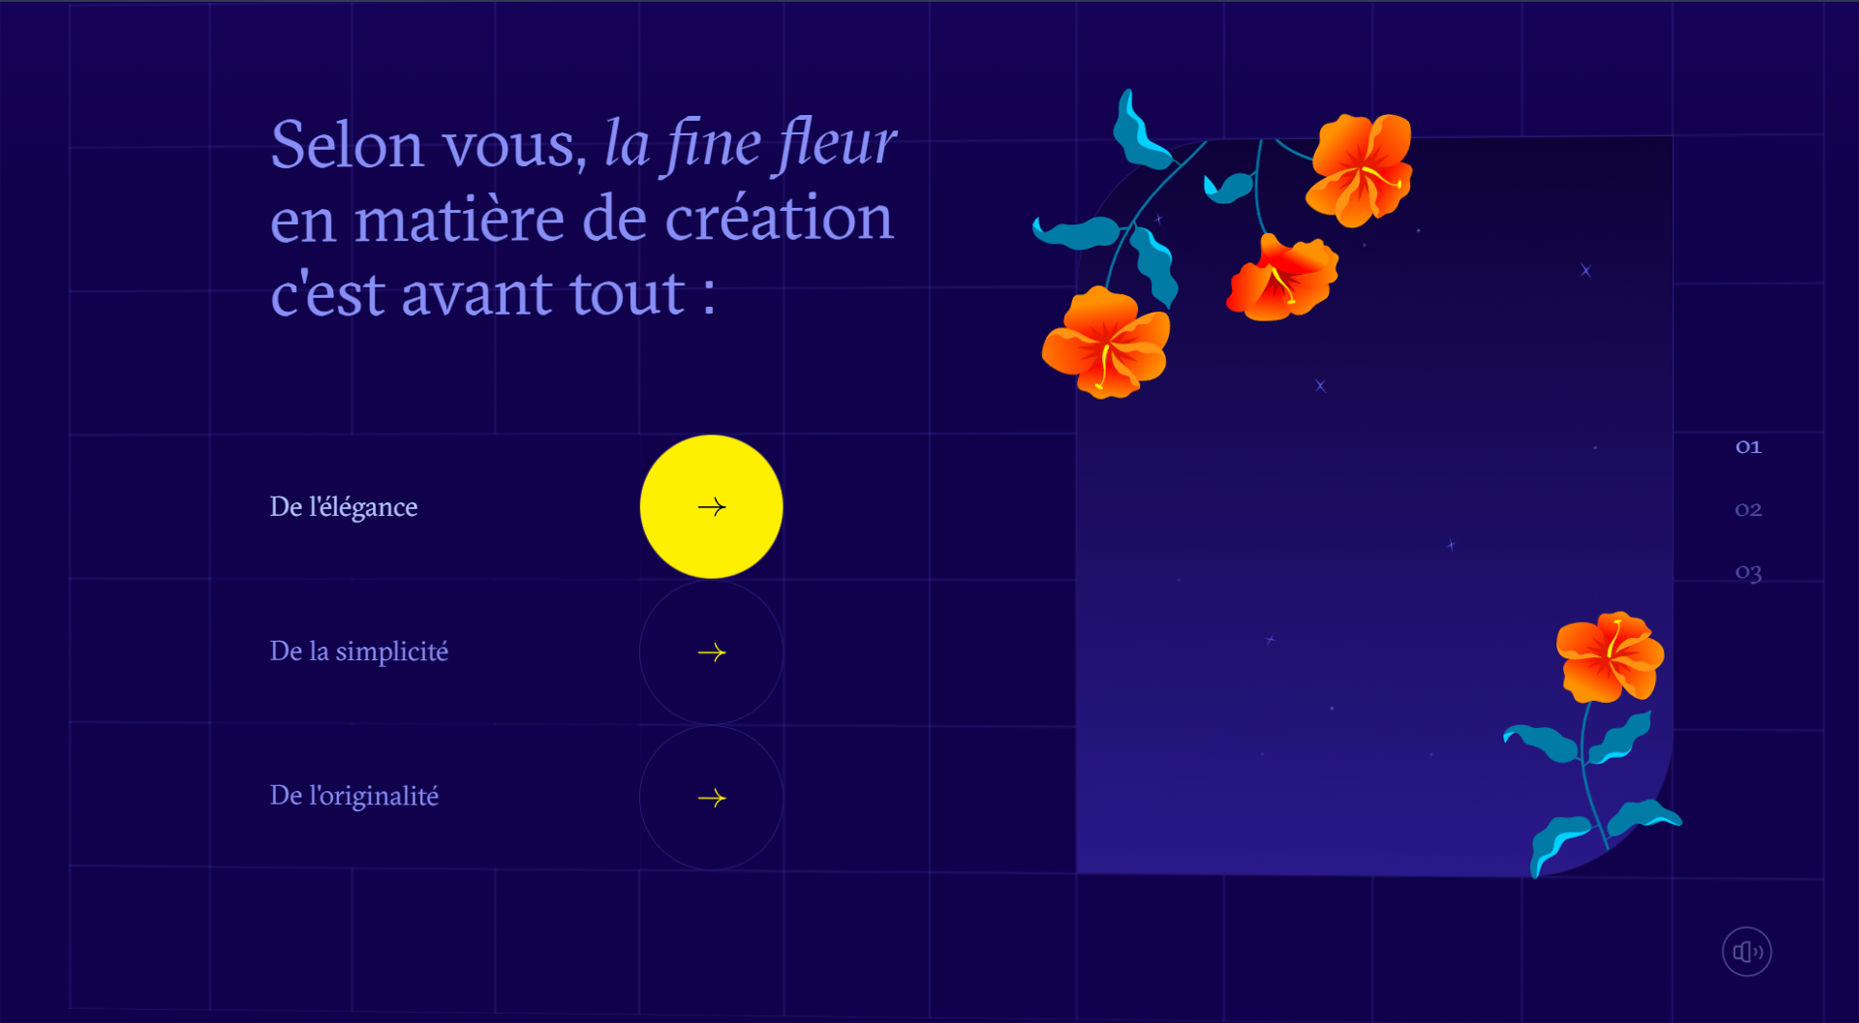 Selon vous, la fine fleur
en matière de création
c'est avant tout :
De l'élégance
De la simplicité
De l'originalité
01
02
03